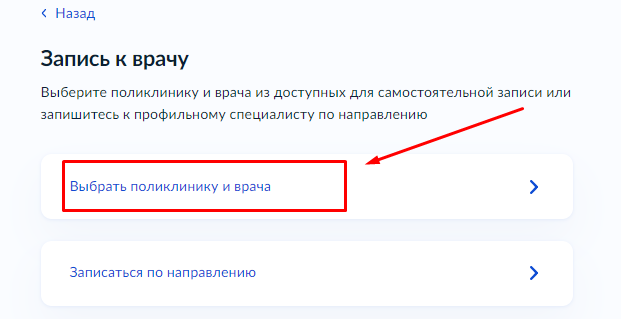 Назад
Запись к врачу
Выберите поликлинику и врача из доступных для самостоятельной записи или
запишитесь к профильному специалисту по направлению
Выбрать поликлинику и врача
Записаться по направлению